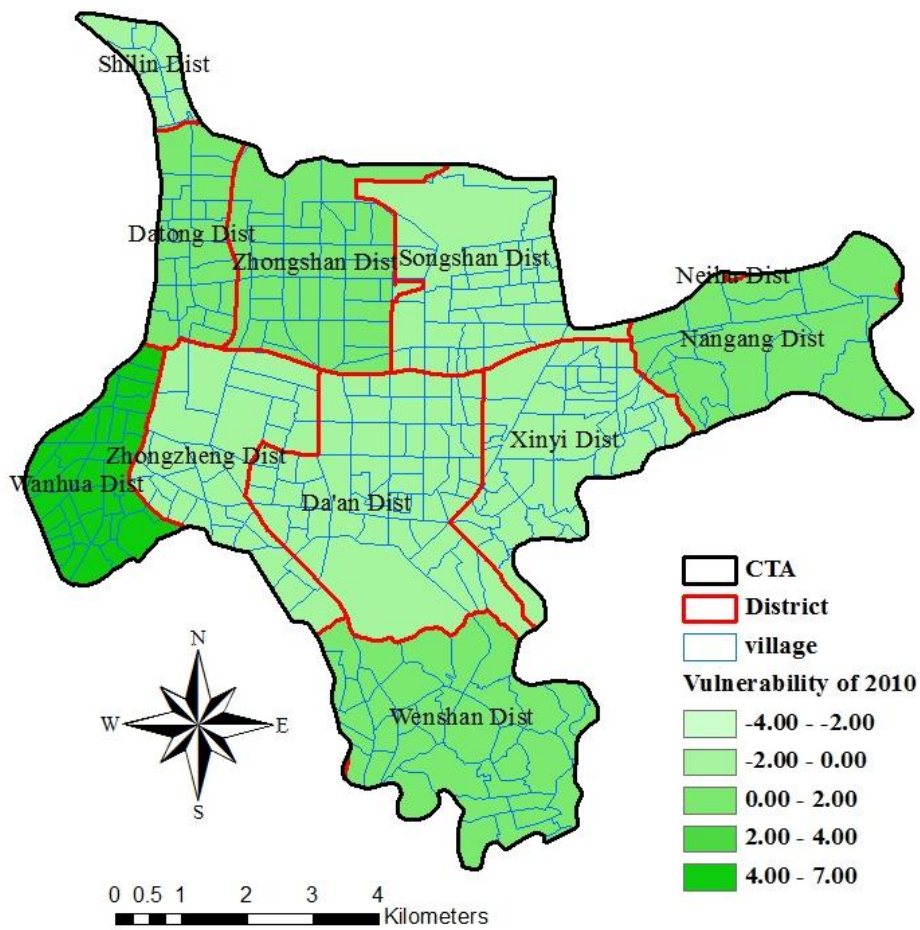 Shilin Dist
Datong Dist
Zhongshan Dist
Songshan Dist
Neihu Dist
Nangang Dist
Xinyi Dist
Zhongzheng Dist
Wanhua Dist
Da'an Dist
CTA
District
village
Vulnerability of 2010
-4.00 - -2.00
-2.00 - 0.00
0.00 - 2.00
2.00 - 4.00
4.00 - 7.00
N
W E
S
Wenshan Dist
0 0.5 1 2 3 4
Kilometers